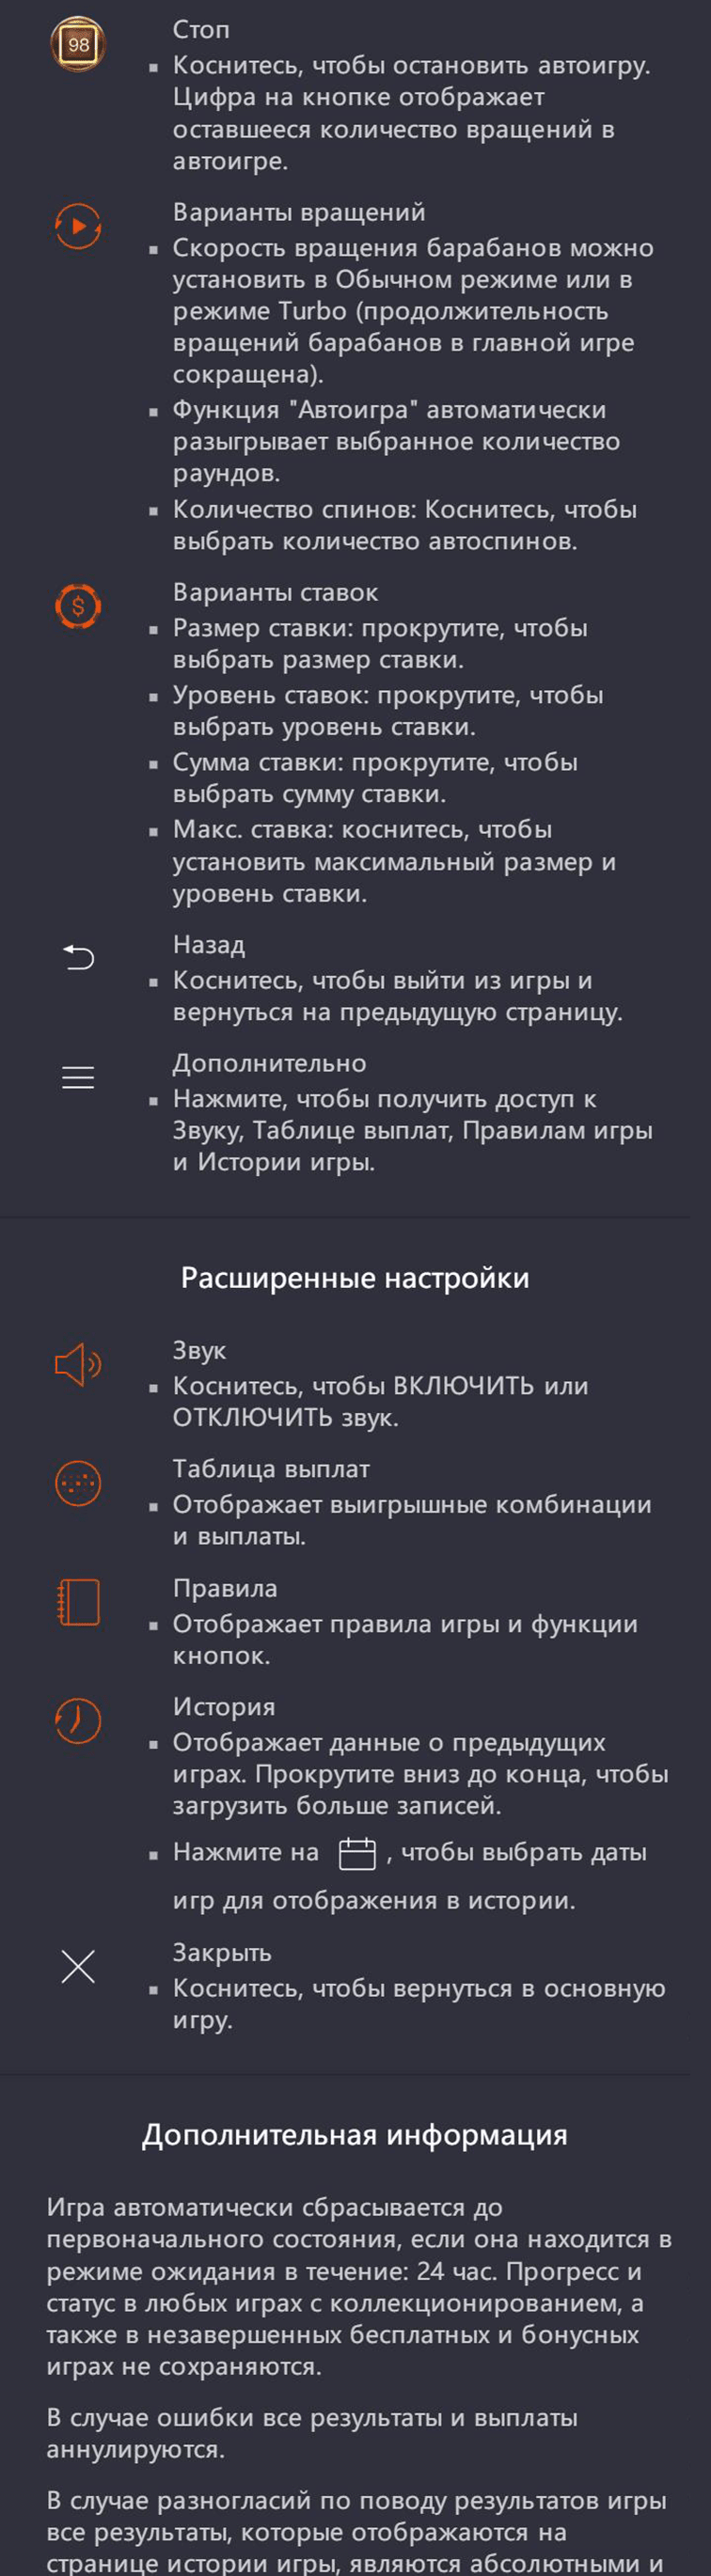 98
Стоп
▪ Коснитесь, чтобы остановить автоигру.
Цифра на кнопке отображает
оставшееся количество вращений в
автоигре.
Варианты вращений
▪ Скорость вращения барабанов можно
установить в Обычном режиме или в
режиме Turbo (продолжительность
вращений барабанов в главной игре
сокращена).
▪ Функция "Автоигра" автоматически
разыгрывает выбранное количество
раундов.
▪ Количество спинов: Коснитесь, чтобы
выбрать количество автоспинов.
$
Варианты ставок
▪ Размер ставки: прокрутите, чтобы
выбрать размер ставки.
▪ Уровень ставок: прокрутите, чтобы
выбрать уровень ставки.
▪ Сумма ставки: прокрутите, чтобы
выбрать сумму ставки.
▪ Макс. ставка: коснитесь, чтобы
установить максимальный размер и
уровень ставки.
Назад
▪ Коснитесь, чтобы выйти из игры и
вернуться на предыдущую страницу.
Дополнительно
▪ Нажмите, чтобы получить доступ к
Звуку, Таблице выплат, Правилам игры
и Истории игры.
Расширенные настройки
Звук
▪ Коснитесь, чтобы ВКЛЮЧИТЬ или
ОТКЛЮЧИТЬ звук.
Таблица выплат
▪ Отображает выигрышные комбинации
и выплаты.
Правила
▪ Отображает правила игры и функции
кнопок.
История
▪ Отображает данные о предыдущих
играх. Прокрутите вниз до конца, чтобы
загрузить больше записей.
▪ Нажмите на , чтобы выбрать даты
игр для отображения в истории.
Закрыть
▪ Коснитесь, чтобы вернуться в основную
игру.
Дополнительная информация
Игра автоматически сбрасывается до
первоначального состояния, если она находится в
режиме ожидания в течение: 24 час. Прогресс и
статус в любых играх с коллекционированием, а
также в незавершенных бесплатных и бонусных
играх не сохраняются.
В случае ошибки все результаты и выплаты
аннулируются.
В случае разногласий по поводу результатов игры
все результаты, которые отображаются на
странице истории игры, являются абсолютными и